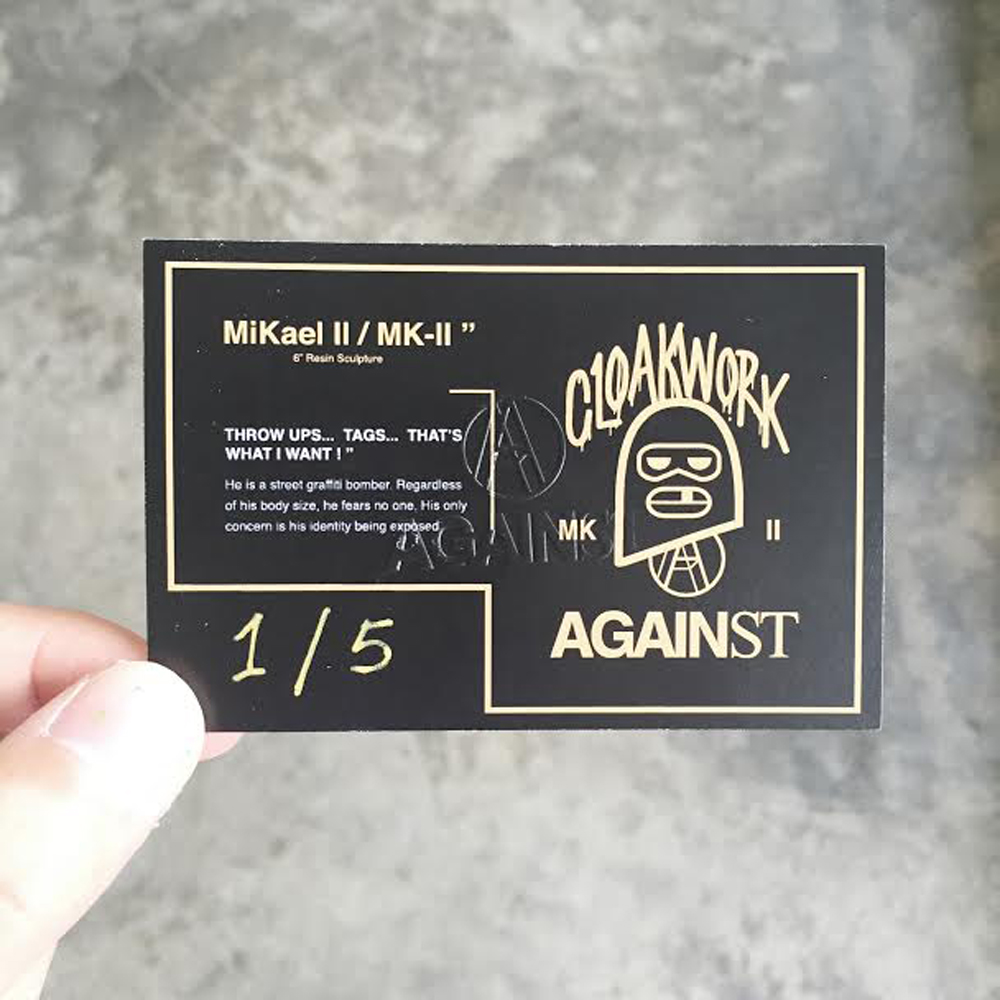 MiKael II / MK-II ”
6" Resin Sculpture
THROW UPS... TAGS... THAT'S
WHAT I WANT ! ”
He is a street graffiti bomber. Regardless
of his body size, he fears no one. His only
concern is his identity being exposed.
1/5
CLOAKWORK
MK II
AGAINST
AGAINST